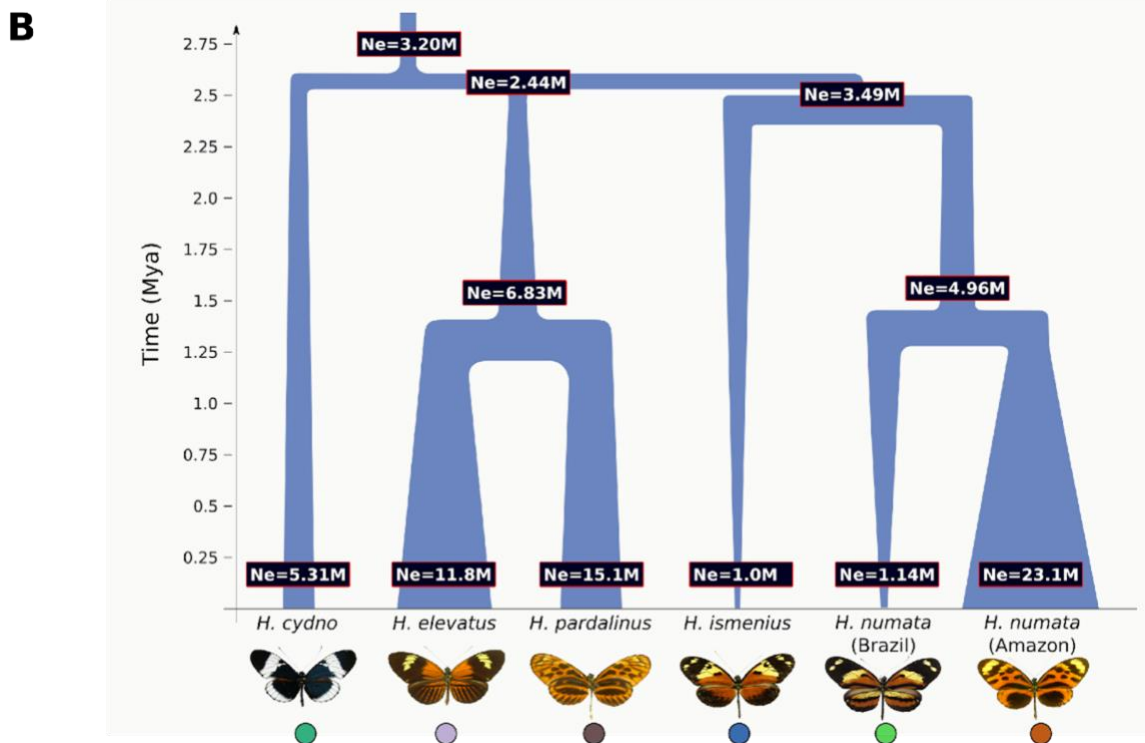 B
Ne=3.20M
2.75
Ne=2.44M
2.5
Ne=3.49M
2.25
2.0
1.75
Time (Mya)
1.5
Ne=6.83M
Ne=4.96M
1.25
1.0
0.75
0.5
0.25
Ne=5.31M Ne=11.8M Ne=15.1M Ne=1.0M Ne=1.14M Ne=23.1M
H. cydno H. elevatus H. pardalinus H. ismenius H. numata H. numata
(Brazil) (Amazon)